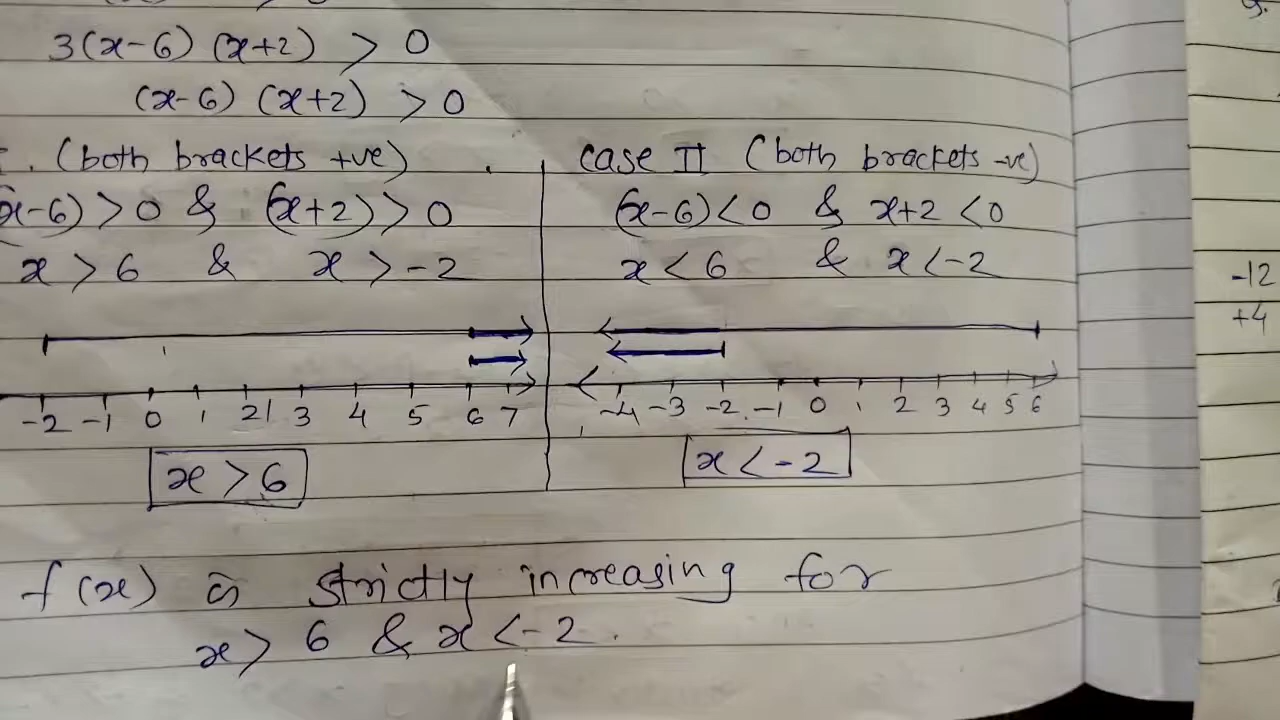 3(x-6) (x+2) > 0
(x-6) (x+2) > 0
(both brackets +ve)
(x-6) > 0 & (x+2) > 0
x > 6 & x > -2
-2 -1 0 1 2 3 4 5 6 7
x > 6
case II (both brackets -ve)
(x-6) < 0 & x+2 < 0
x < 6 & x < -2
-4 -3 -2 -1 0 1 2 3 4 5 6
x < -2
f(x) is strictly increasing for
x > 6 & x < -2.
-12
+4